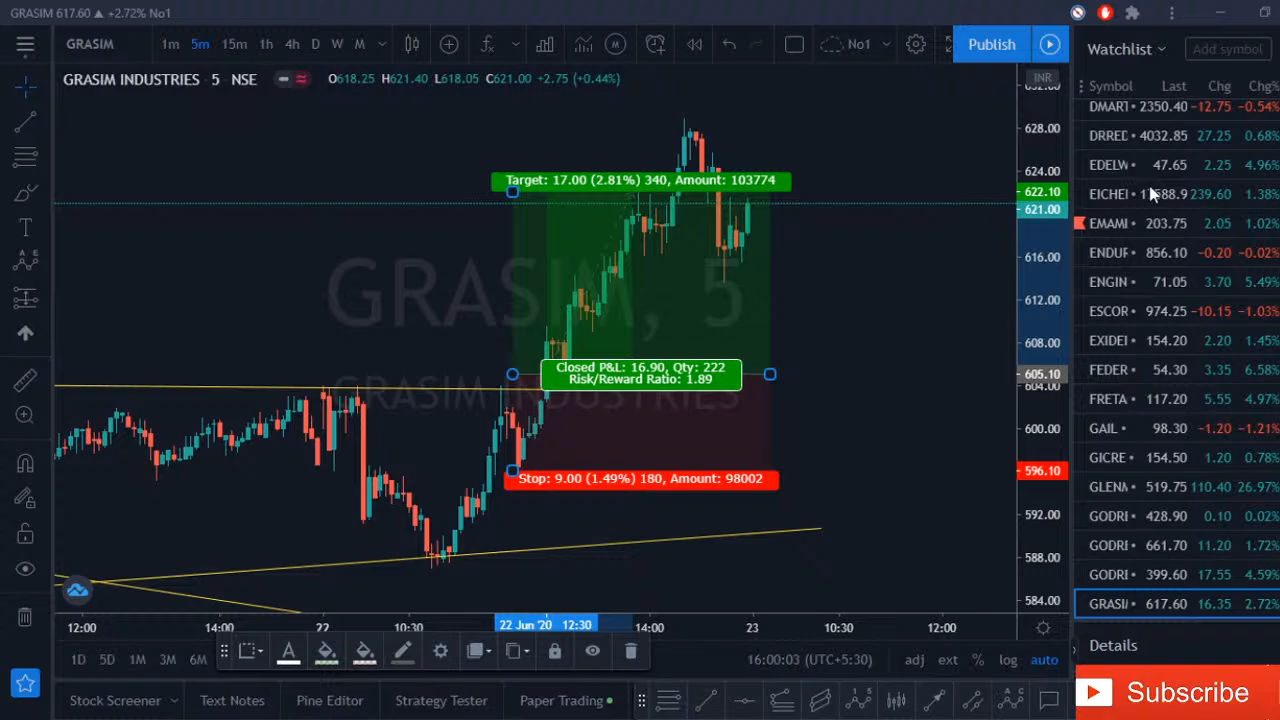 GRASIM 617.60 ▲ +2.72% No1
GRASIM 1m 5m 15m 1h 4h D W M No1 Publish
Watchlist Add symbol
GRASIM INDUSTRIES 5 NSE O618.25 H621.40 L618.05 C621.00 +2.75 (+0.44%)
INR
Symbol Last Chg Chg%
DMART 2350.40 -12.75 -0.54%
DRRED 4032.85 27.25 0.68%
EDELW 47.65 2.25 4.96%
EICHEI 239.60 1.38%
EMAMI 203.75 2.05 1.02%
ENDUF 856.10 -0.20 -0.02%
ENGIN 71.05 3.70 5.49%
ESCOR 974.25 -10.15 -1.03%
EXIDEI 154.20 2.20 1.45%
FEDER 54.30 3.35 6.58%
FRETA 117.20 5.55 4.97%
GAIL 98.30 -1.20 -1.21%
GICRE 154.50 1.20 0.78%
GLENM 519.75 110.40 26.97%
GODRI 428.90 0.10 0.02%
GODRI 661.70 11.20 1.72%
GODRI 399.60 17.55 4.59%
GRASII 617.60 16.35 2.72%
Details
628.00
624.00
622.10
621.00
616.00
612.00
608.00
605.10
604.00
600.00
596.10
592.00
588.00
584.00
Target: 17.00 (2.81%) 340, Amount: 103774
GRASIM, 5
Closed P&L: 16.90, Qty: 222
Risk/Reward Ratio: 1.89
GRASIM INDUSTRIES
Stop: 9.00 (1.49%) 180, Amount: 98002
12:00 14:00 22 10:30 22 Jun '20 12:30 14:00 23 10:30 12:00
1D 5D 1M 3M 6M 16:00:03 (UTC+5:30) adj ext % log auto
Stock Screener Text Notes Pine Editor Strategy Tester Paper Trading
Subscribe